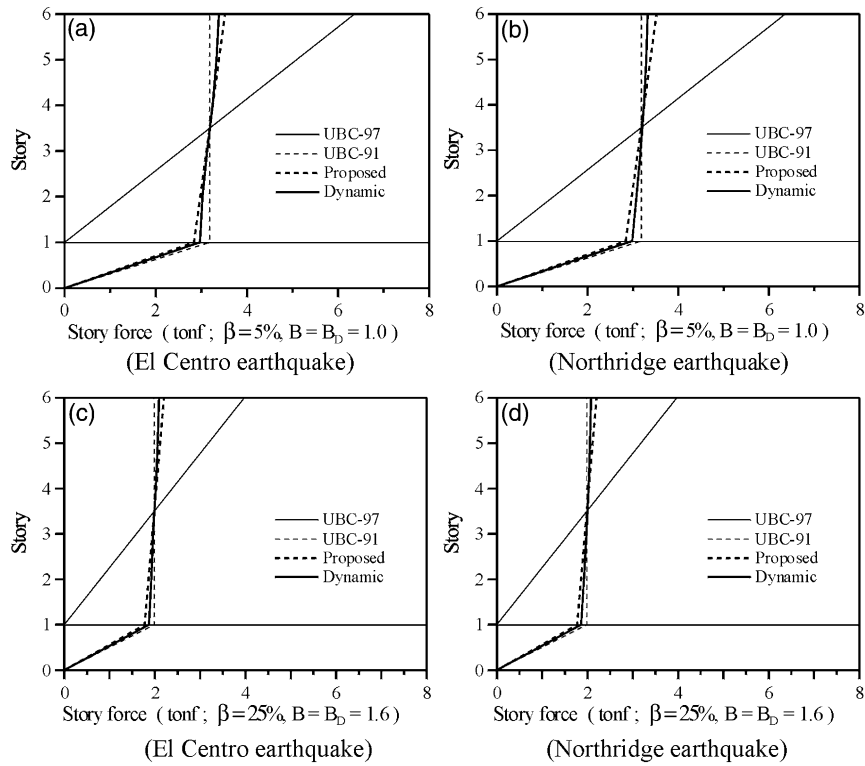 (a)
6
5
4
3
2
1
0
Story
UBC-97
UBC-91
Proposed
Dynamic
0 2 4 6 8
Story force ( tonf ; β=5%, B = B_D = 1.0 )
(El Centro earthquake)
(b)
6
5
4
3
2
1
0
Story
UBC-97
UBC-91
Proposed
Dynamic
0 2 4 6 8
Story force ( tonf ; β=5%, B = B_D = 1.0 )
(Northridge earthquake)
(c)
6
5
4
3
2
1
0
Story
UBC-97
UBC-91
Proposed
Dynamic
0 2 4 6 8
Story force ( tonf ; β=25%, B = B_D = 1.6 )
(El Centro earthquake)
(d)
6
5
4
3
2
1
0
Story
UBC-97
UBC-91
Proposed
Dynamic
0 2 4 6 8
Story force ( tonf ; β=25%, B = B_D = 1.6 )
(Northridge earthquake)